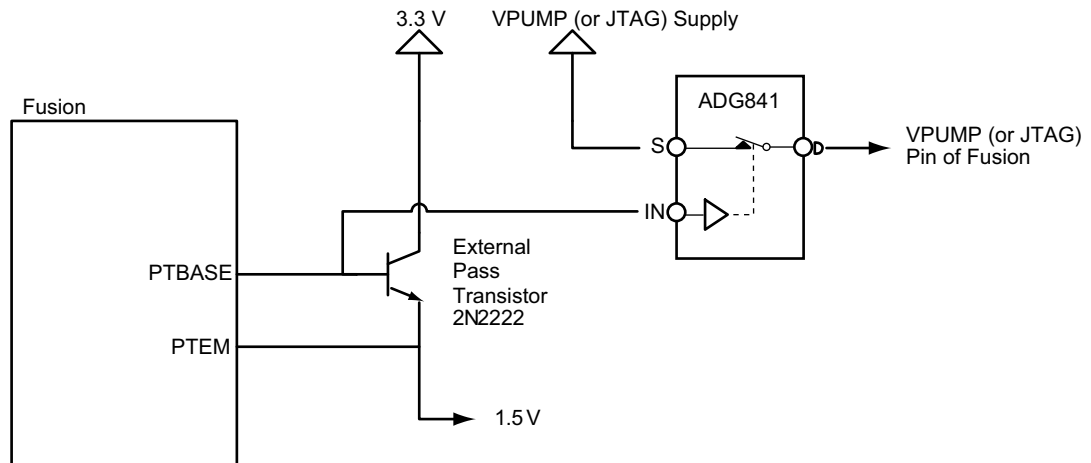 3.3 V
VPUMP (or JTAG) Supply
Fusion
ADG841
S
D
VPUMP (or JTAG)
Pin of Fusion
IN
PTBASE
External
Pass
Transistor
2N2222
PTEM
1.5 V